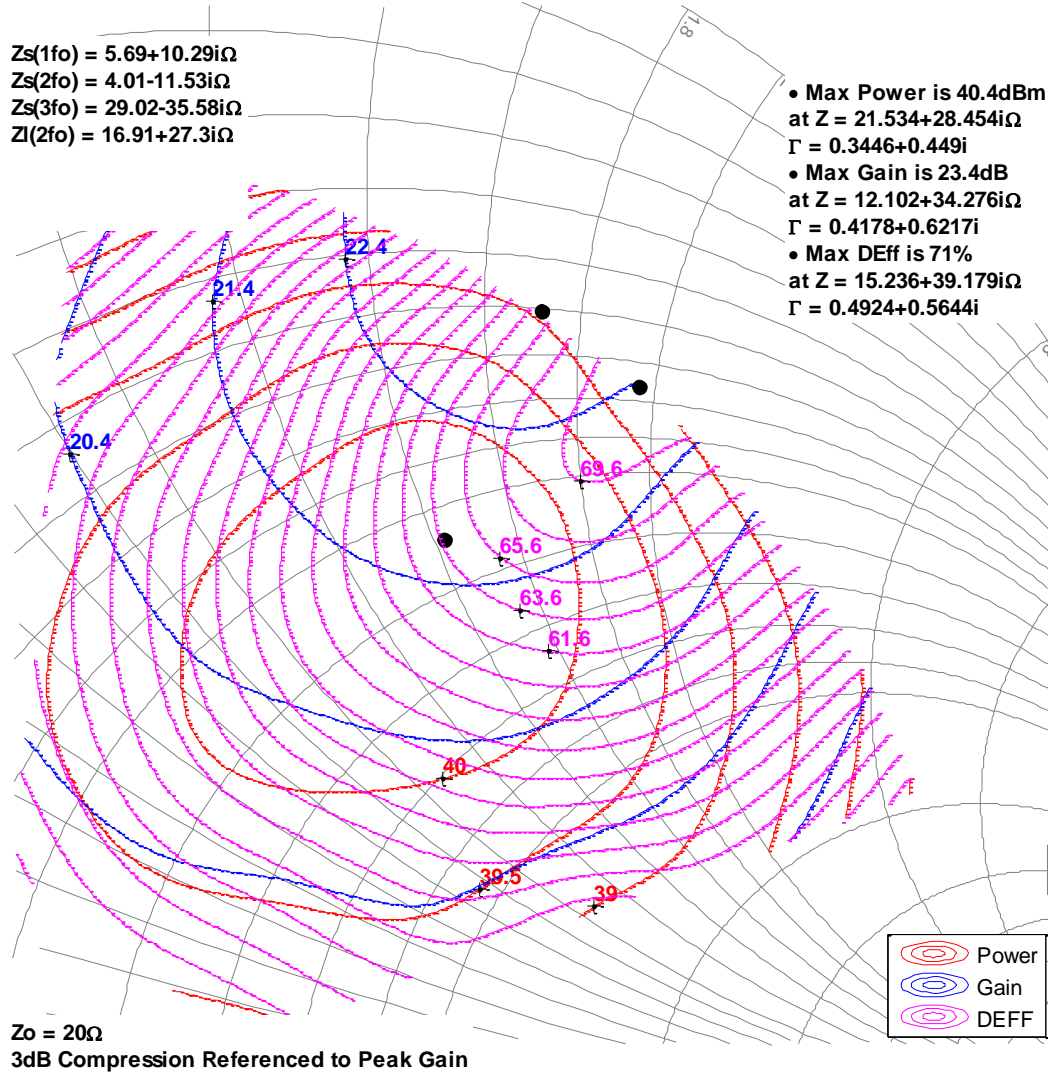 Zs(1fo) = 5.69+10.29iΩ
Zs(2fo) = 4.01-11.53iΩ
Zs(3fo) = 29.02-35.58iΩ
Zl(2fo) = 16.91+27.3iΩ
1.8
• Max Power is 40.4dBm
at Z = 21.534+28.454iΩ
Γ = 0.3446+0.449i
• Max Gain is 23.4dB
at Z = 12.102+34.276iΩ
Γ = 0.4178+0.6217i
• Max DEff is 71%
at Z = 15.236+39.179iΩ
Γ = 0.4924+0.5644i
22.4
21.4
20.4
69.6
65.6
63.6
61.6
40
39.5
39
Power
Gain
DEFF
Zo = 20Ω
3dB Compression Referenced to Peak Gain